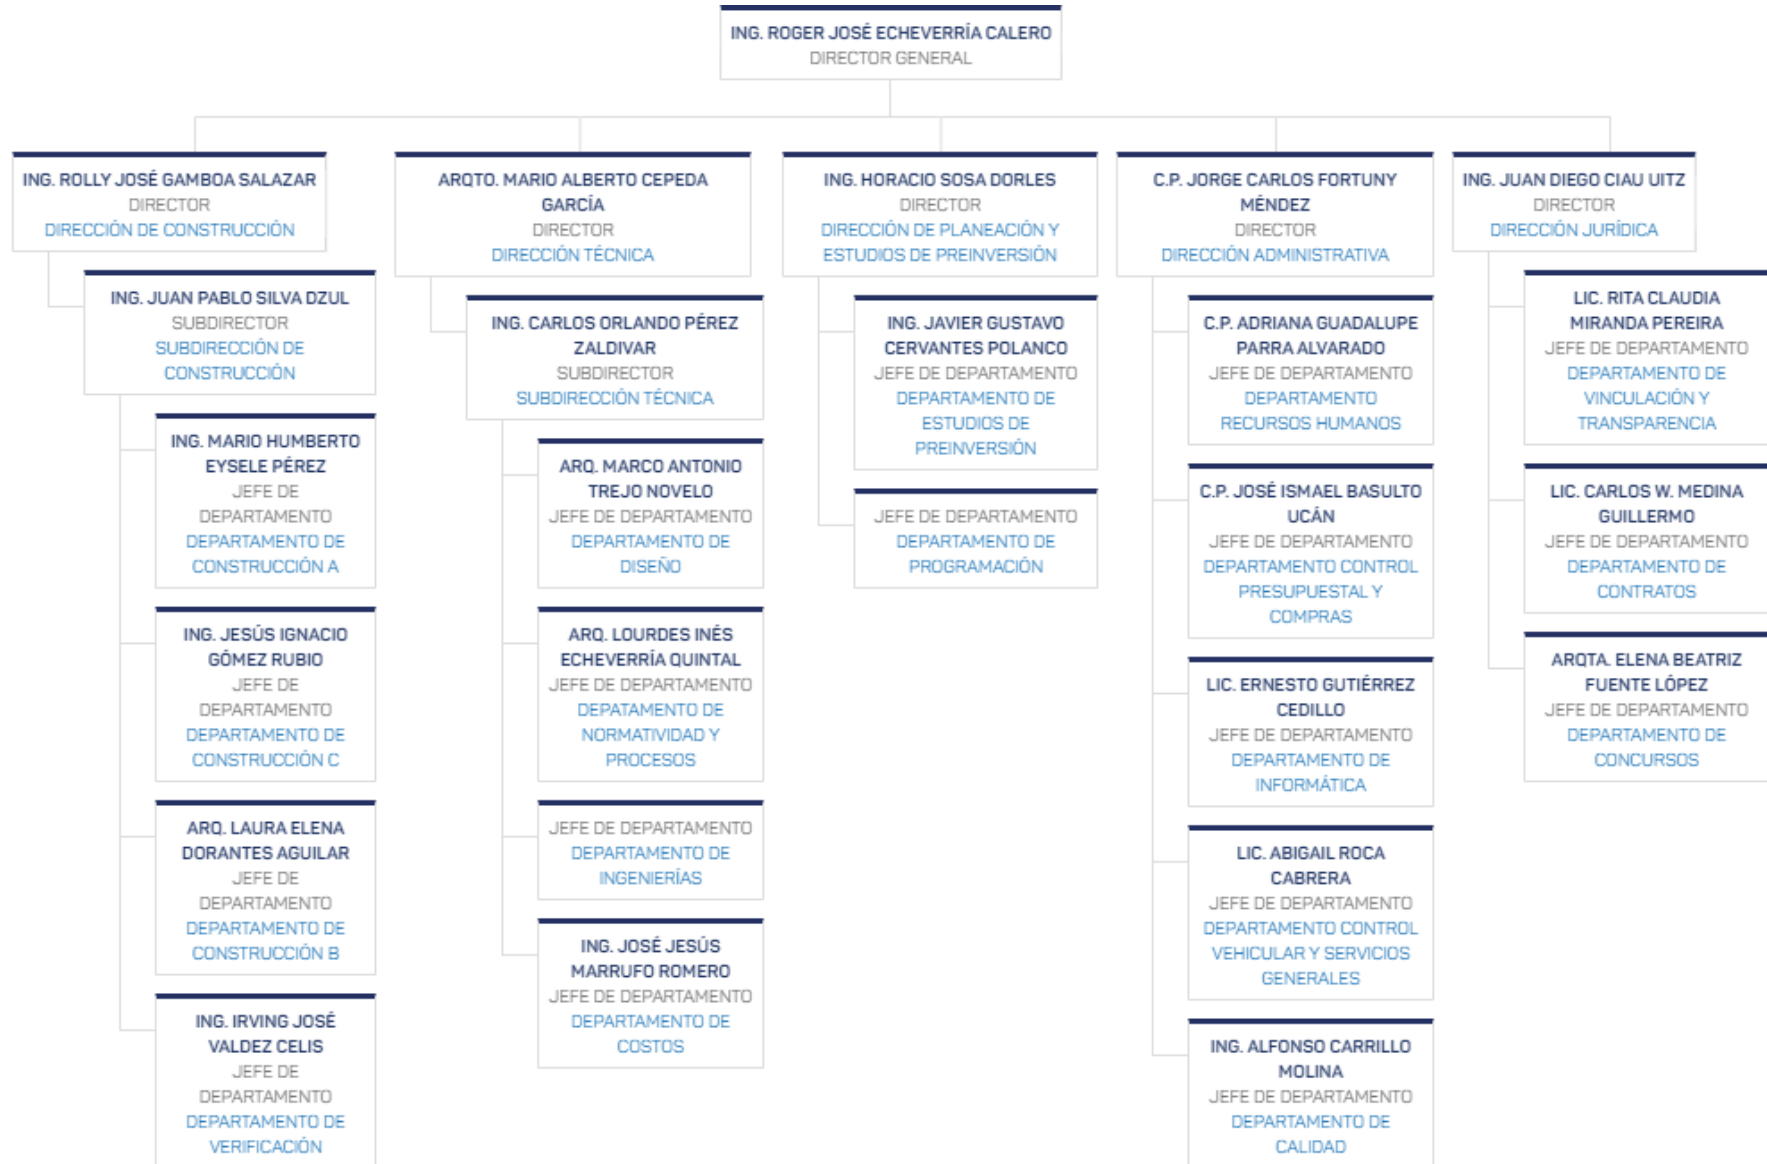 ING. ROGER JOSÉ ECHEVERRÍA CALERO
DIRECTOR GENERAL
ING. ROLLY JOSÉ GAMBOA SALAZAR
DIRECTOR
DIRECCIÓN DE CONSTRUCCIÓN
ING. JUAN PABLO SILVA DZUL
SUBDIRECTOR
SUBDIRECCIÓN DE
CONSTRUCCIÓN
ING. MARIO HUMBERTO
EYSELE PÉREZ
JEFE DE
DEPARTAMENTO
DEPARTAMENTO DE
CONSTRUCCIÓN A
ING. JESÚS IGNACIO
GÓMEZ RUBIO
JEFE DE
DEPARTAMENTO
DEPARTAMENTO DE
CONSTRUCCIÓN C
ARQ. LAURA ELENA
DORANTES AGUILAR
JEFE DE
DEPARTAMENTO
DEPARTAMENTO DE
CONSTRUCCIÓN B
ING. IRVING JOSÉ
VALDEZ CELIS
JEFE DE
DEPARTAMENTO
DEPARTAMENTO DE
VERIFICACIÓN
ARQTO. MARIO ALBERTO CEPEDA
GARCÍA
DIRECTOR
DIRECCIÓN TÉCNICA
ING. CARLOS ORLANDO PÉREZ
ZALDIVAR
SUBDIRECTOR
SUBDIRECCIÓN TÉCNICA
ARQ. MARCO ANTONIO
TREJO NOVELO
JEFE DE DEPARTAMENTO
DEPARTAMENTO DE
DISEÑO
ARQ. LOURDES INÉS
ECHEVERRÍA QUINTAL
JEFE DE DEPARTAMENTO
DEPATAMENTO DE
NORMATIVIDAD Y
PROCESOS
JEFE DE DEPARTAMENTO
DEPARTAMENTO DE
INGENIERÍAS
ING. JOSÉ JESÚS
MARRUFO ROMERO
JEFE DE DEPARTAMENTO
DEPARTAMENTO DE
COSTOS
ING. HORACIO SOSA DORLES
DIRECTOR
DIRECCIÓN DE PLANEACIÓN Y
ESTUDIOS DE PREINVERSIÓN
ING. JAVIER GUSTAVO
CERVANTES POLANCO
JEFE DE DEPARTAMENTO
DEPARTAMENTO DE
ESTUDIOS DE
PREINVERSIÓN
JEFE DE DEPARTAMENTO
DEPARTAMENTO DE
PROGRAMACIÓN
C.P. JORGE CARLOS FORTUNY
MÉNDEZ
DIRECTOR
DIRECCIÓN ADMINISTRATIVA
C.P. ADRIANA GUADALUPE
PARRA ALVARADO
JEFE DE DEPARTAMENTO
DEPARTAMENTO
RECURSOS HUMANOS
C.P. JOSÉ ISMAEL BASULTO
UCÁN
JEFE DE DEPARTAMENTO
DEPARTAMENTO CONTROL
PRESUPUESTAL Y
COMPRAS
LIC. ERNESTO GUTIÉRREZ
CEDILLO
JEFE DE DEPARTAMENTO
DEPARTAMENTO DE
INFORMÁTICA
LIC. ABIGAIL ROCA
CABRERA
JEFE DE DEPARTAMENTO
DEPARTAMENTO CONTROL
VEHICULAR Y SERVICIOS
GENERALES
ING. ALFONSO CARRILLO
MOLINA
JEFE DE DEPARTAMENTO
DEPARTAMENTO DE
CALIDAD
ING. JUAN DIEGO CIAU UITZ
DIRECTOR
DIRECCIÓN JURÍDICA
LIC. RITA CLAUDIA
MIRANDA PEREIRA
JEFE DE DEPARTAMENTO
DEPARTAMENTO DE
VINCULACIÓN Y
TRANSPARENCIA
LIC. CARLOS W. MEDINA
GUILLERMO
JEFE DE DEPARTAMENTO
DEPARTAMENTO DE
CONTRATOS
ARQTA. ELENA BEATRIZ
FUENTE LÓPEZ
JEFE DE DEPARTAMENTO
DEPARTAMENTO DE
CONCURSOS